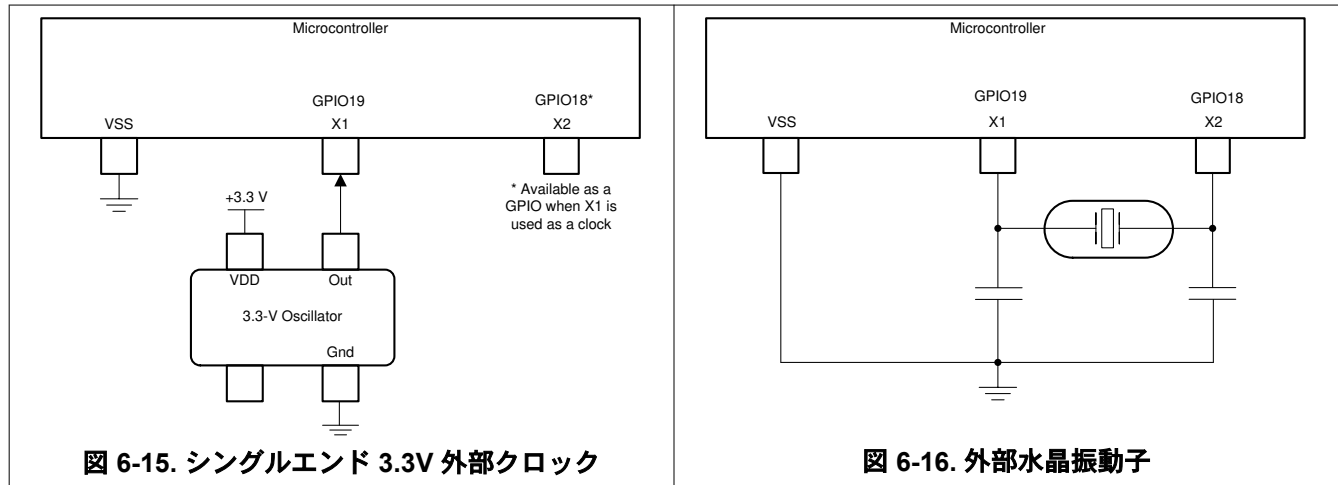 Microcontroller
GPIO19
GPIO18*
VSS
X1
X2
* Available as a
GPIO when X1 is
used as a clock
+3.3 V
VDD
Out
3.3-V Oscillator
Gnd
図 6-15. シングルエンド 3.3V 外部クロック
Microcontroller
GPIO19
GPIO18
VSS
X1
X2
図 6-16. 外部水晶振動子